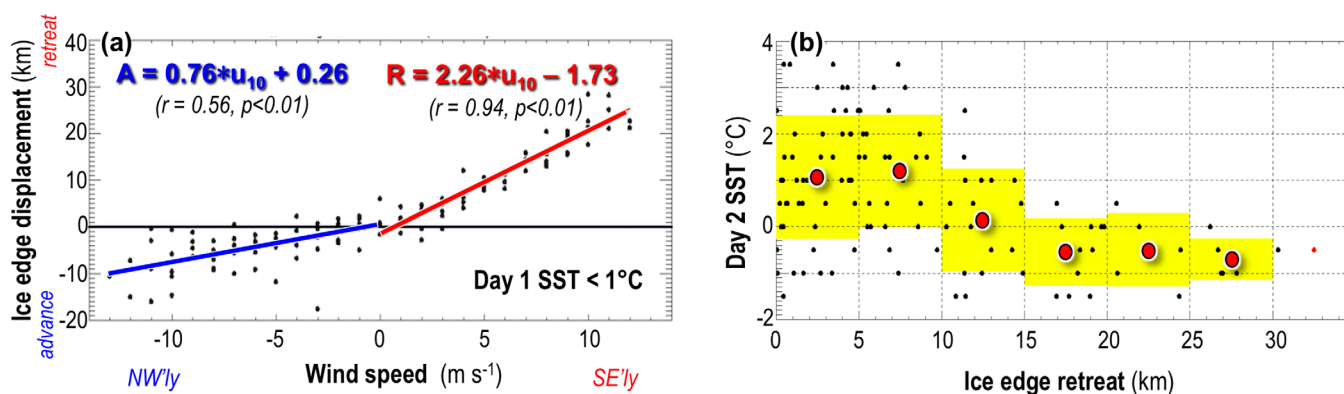 (a)
A = 0.76*u10 + 0.26
(r = 0.56, p<0.01)
R = 2.26*u10 – 1.73
(r = 0.94, p<0.01)
Day 1 SST < 1°C
retreat
Ice edge displacement (km)
advance
40
30
20
10
0
-10
-20
-10
-5
0
5
10
NW'ly
Wind speed (m s-1)
SE'ly
(b)
Day 2 SST (°C)
4
2
0
-2
0
5
10
15
20
25
30
Ice edge retreat (km)